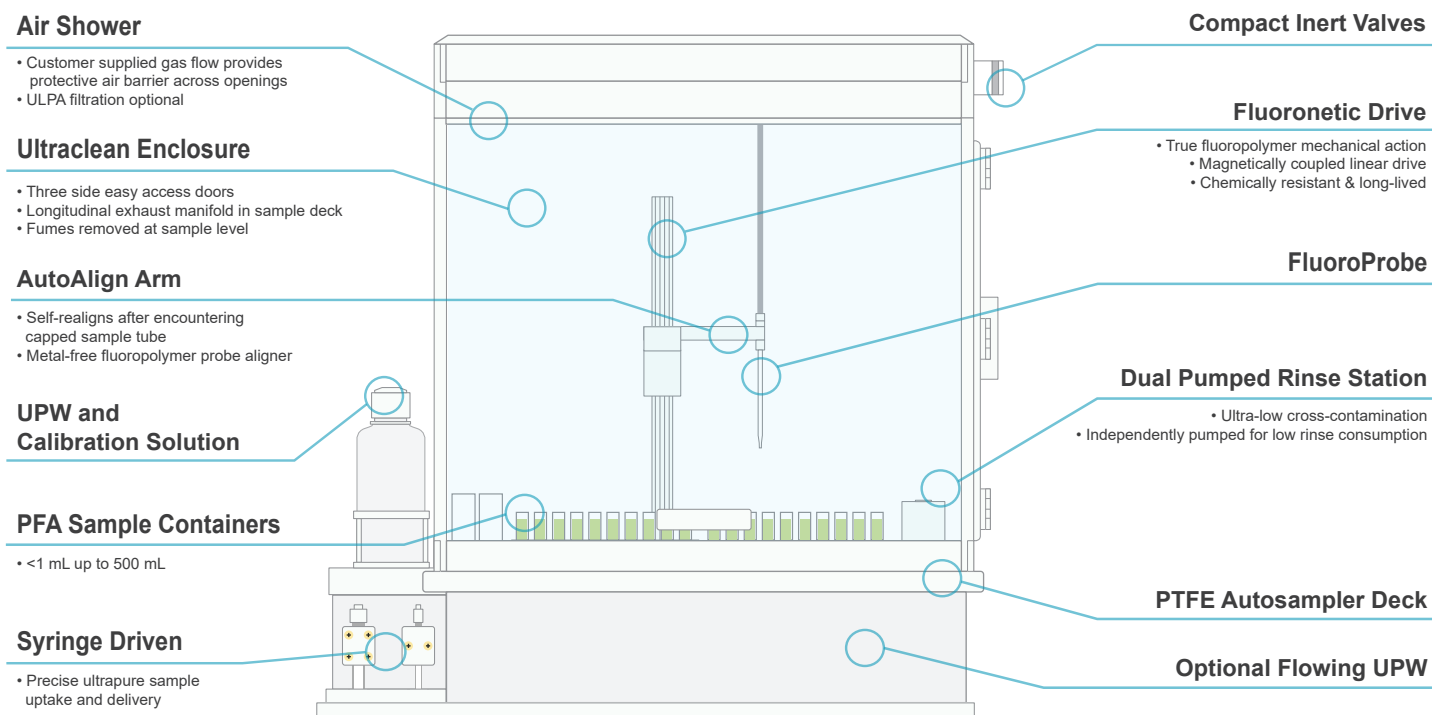 Air Shower
• Customer supplied gas flow provides
protective air barrier across openings
• ULPA filtration optional
Ultraclean Enclosure
• Three side easy access doors
• Longitudinal exhaust manifold in sample deck
• Fumes removed at sample level
AutoAlign Arm
• Self-realigns after encountering
capped sample tube
• Metal-free fluoropolymer probe aligner
UPW and
Calibration Solution
PFA Sample Containers
• <1 mL up to 500 mL
Syringe Driven
• Precise ultrapure sample
uptake and delivery
Compact Inert Valves
Fluoronetic Drive
• True fluoropolymer mechanical action
• Magnetically coupled linear drive
• Chemically resistant & long-lived
FluoroProbe
Dual Pumped Rinse Station
• Ultra-low cross-contamination
• Independently pumped for low rinse consumption
PTFE Autosampler Deck
Optional Flowing UPW